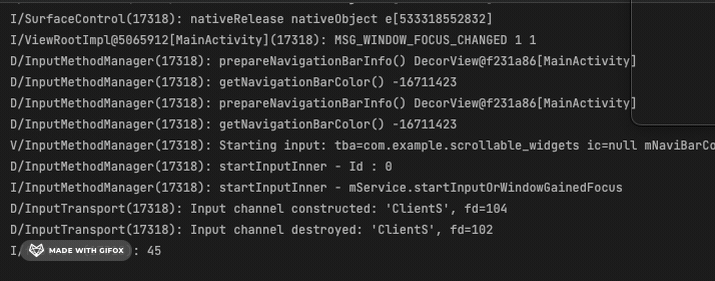 I/SurfaceControl(17318): nativeRelease nativeObject e[533318552832]
I/ViewRootImpl@5065912[MainActivity](17318): MSG_WINDOW_FOCUS_CHANGED 1 1
D/InputMethodManager(17318): prepareNavigationBarInfo() DecorView@f231a86[MainActivity]
D/InputMethodManager(17318): getNavigationBarColor() -16711423
D/InputMethodManager(17318): prepareNavigationBarInfo() DecorView@f231a86[MainActivity]
D/InputMethodManager(17318): getNavigationBarColor() -16711423
V/InputMethodManager(17318): Starting input: tba=com.example.scrollable_widgets ic=null mNaviBarCo
D/InputMethodManager(17318): startInputInner - Id : 0
I/InputMethodManager(17318): startInputInner - mService.startInputOrWindowGainedFocus
D/InputTransport(17318): Input channel constructed: 'ClientS', fd=104
D/InputTransport(17318): Input channel destroyed: 'ClientS', fd=102
I/ MADE WITH GIFOX : 45